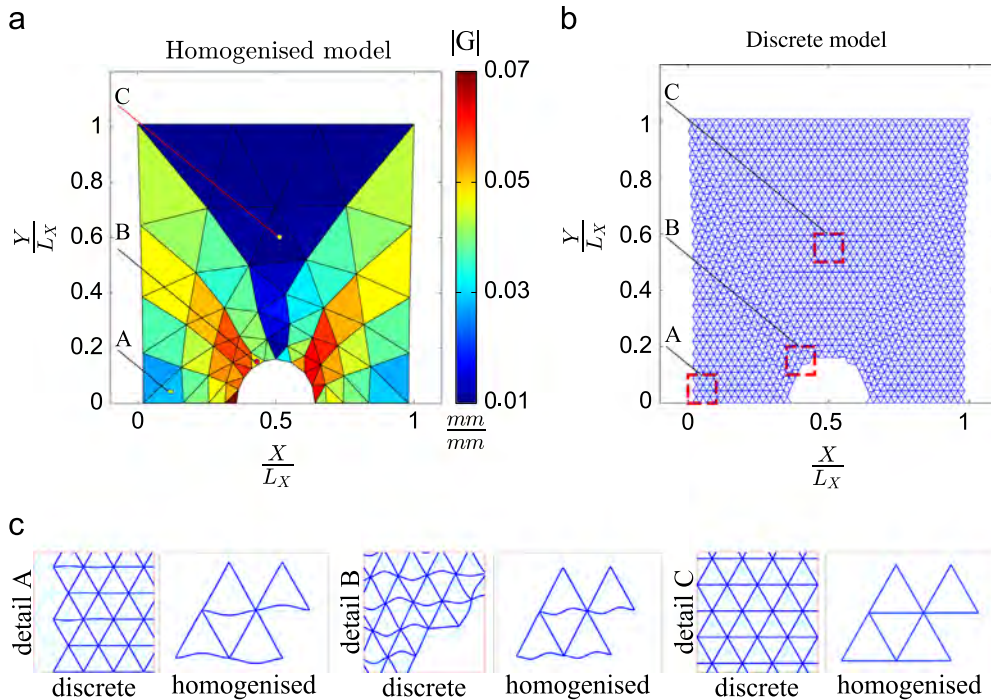 a
Homogenised model
|G|
C
B
A
1
0.8
0.6
0.4
0.2
0
Y/L_X
0 0.5 1
X/L_X
0.07
0.05
0.03
0.01
mm/mm
b
Discrete model
C
B
A
1
0.8
0.6
0.4
0.2
0
Y/L_X
0 0.5 1
X/L_X
c
detail A
discrete
homogenised
detail B
discrete
homogenised
detail C
discrete
homogenised